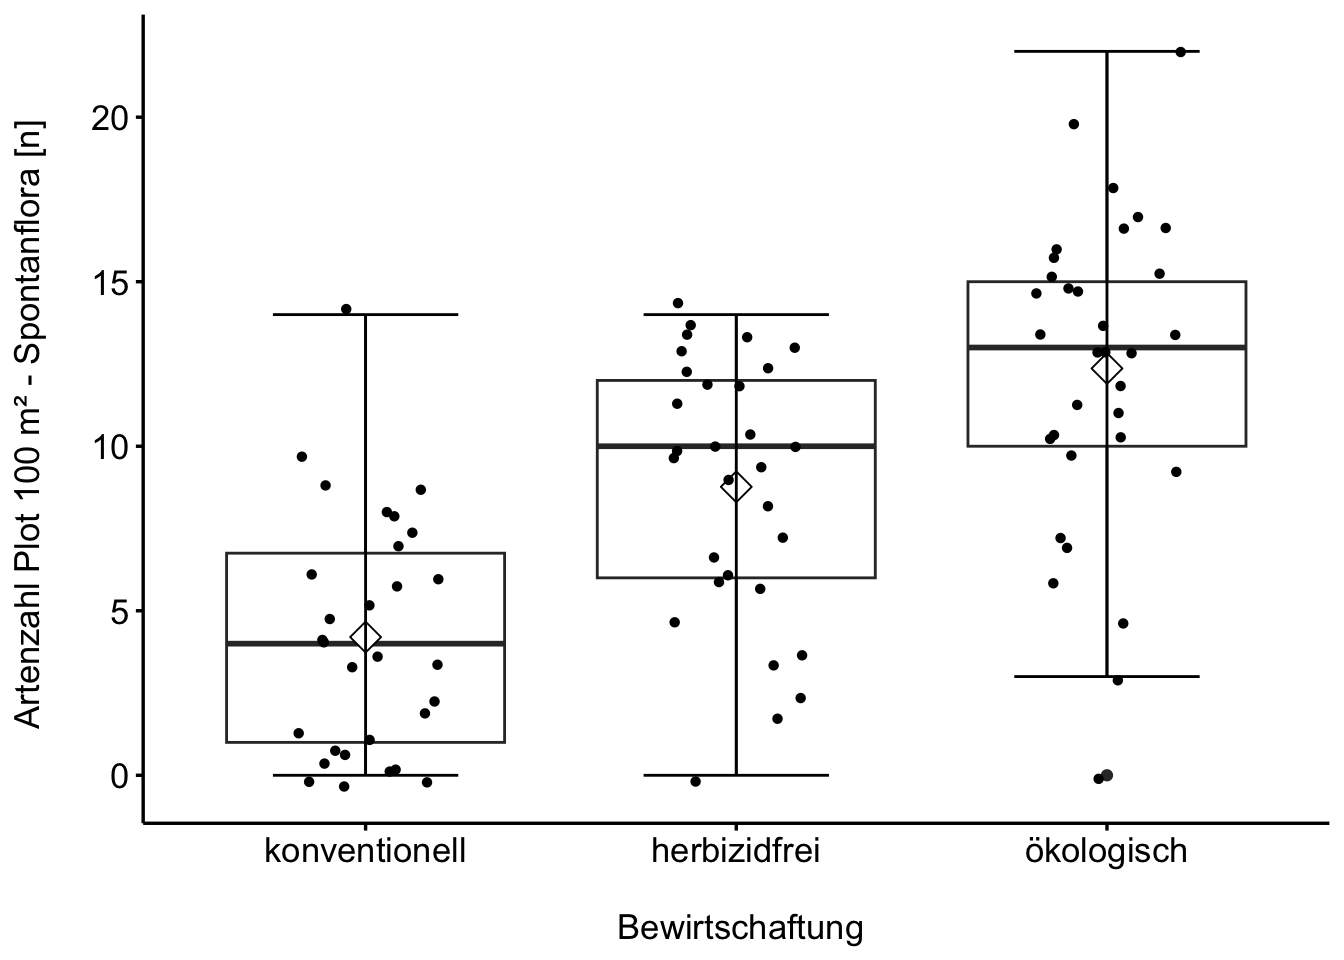 Artenzahl Plot 100 m² - Spontanflora [n]
20
15
10
5
0
konventionell herbizidfrei ökologisch
Bewirtschaftung